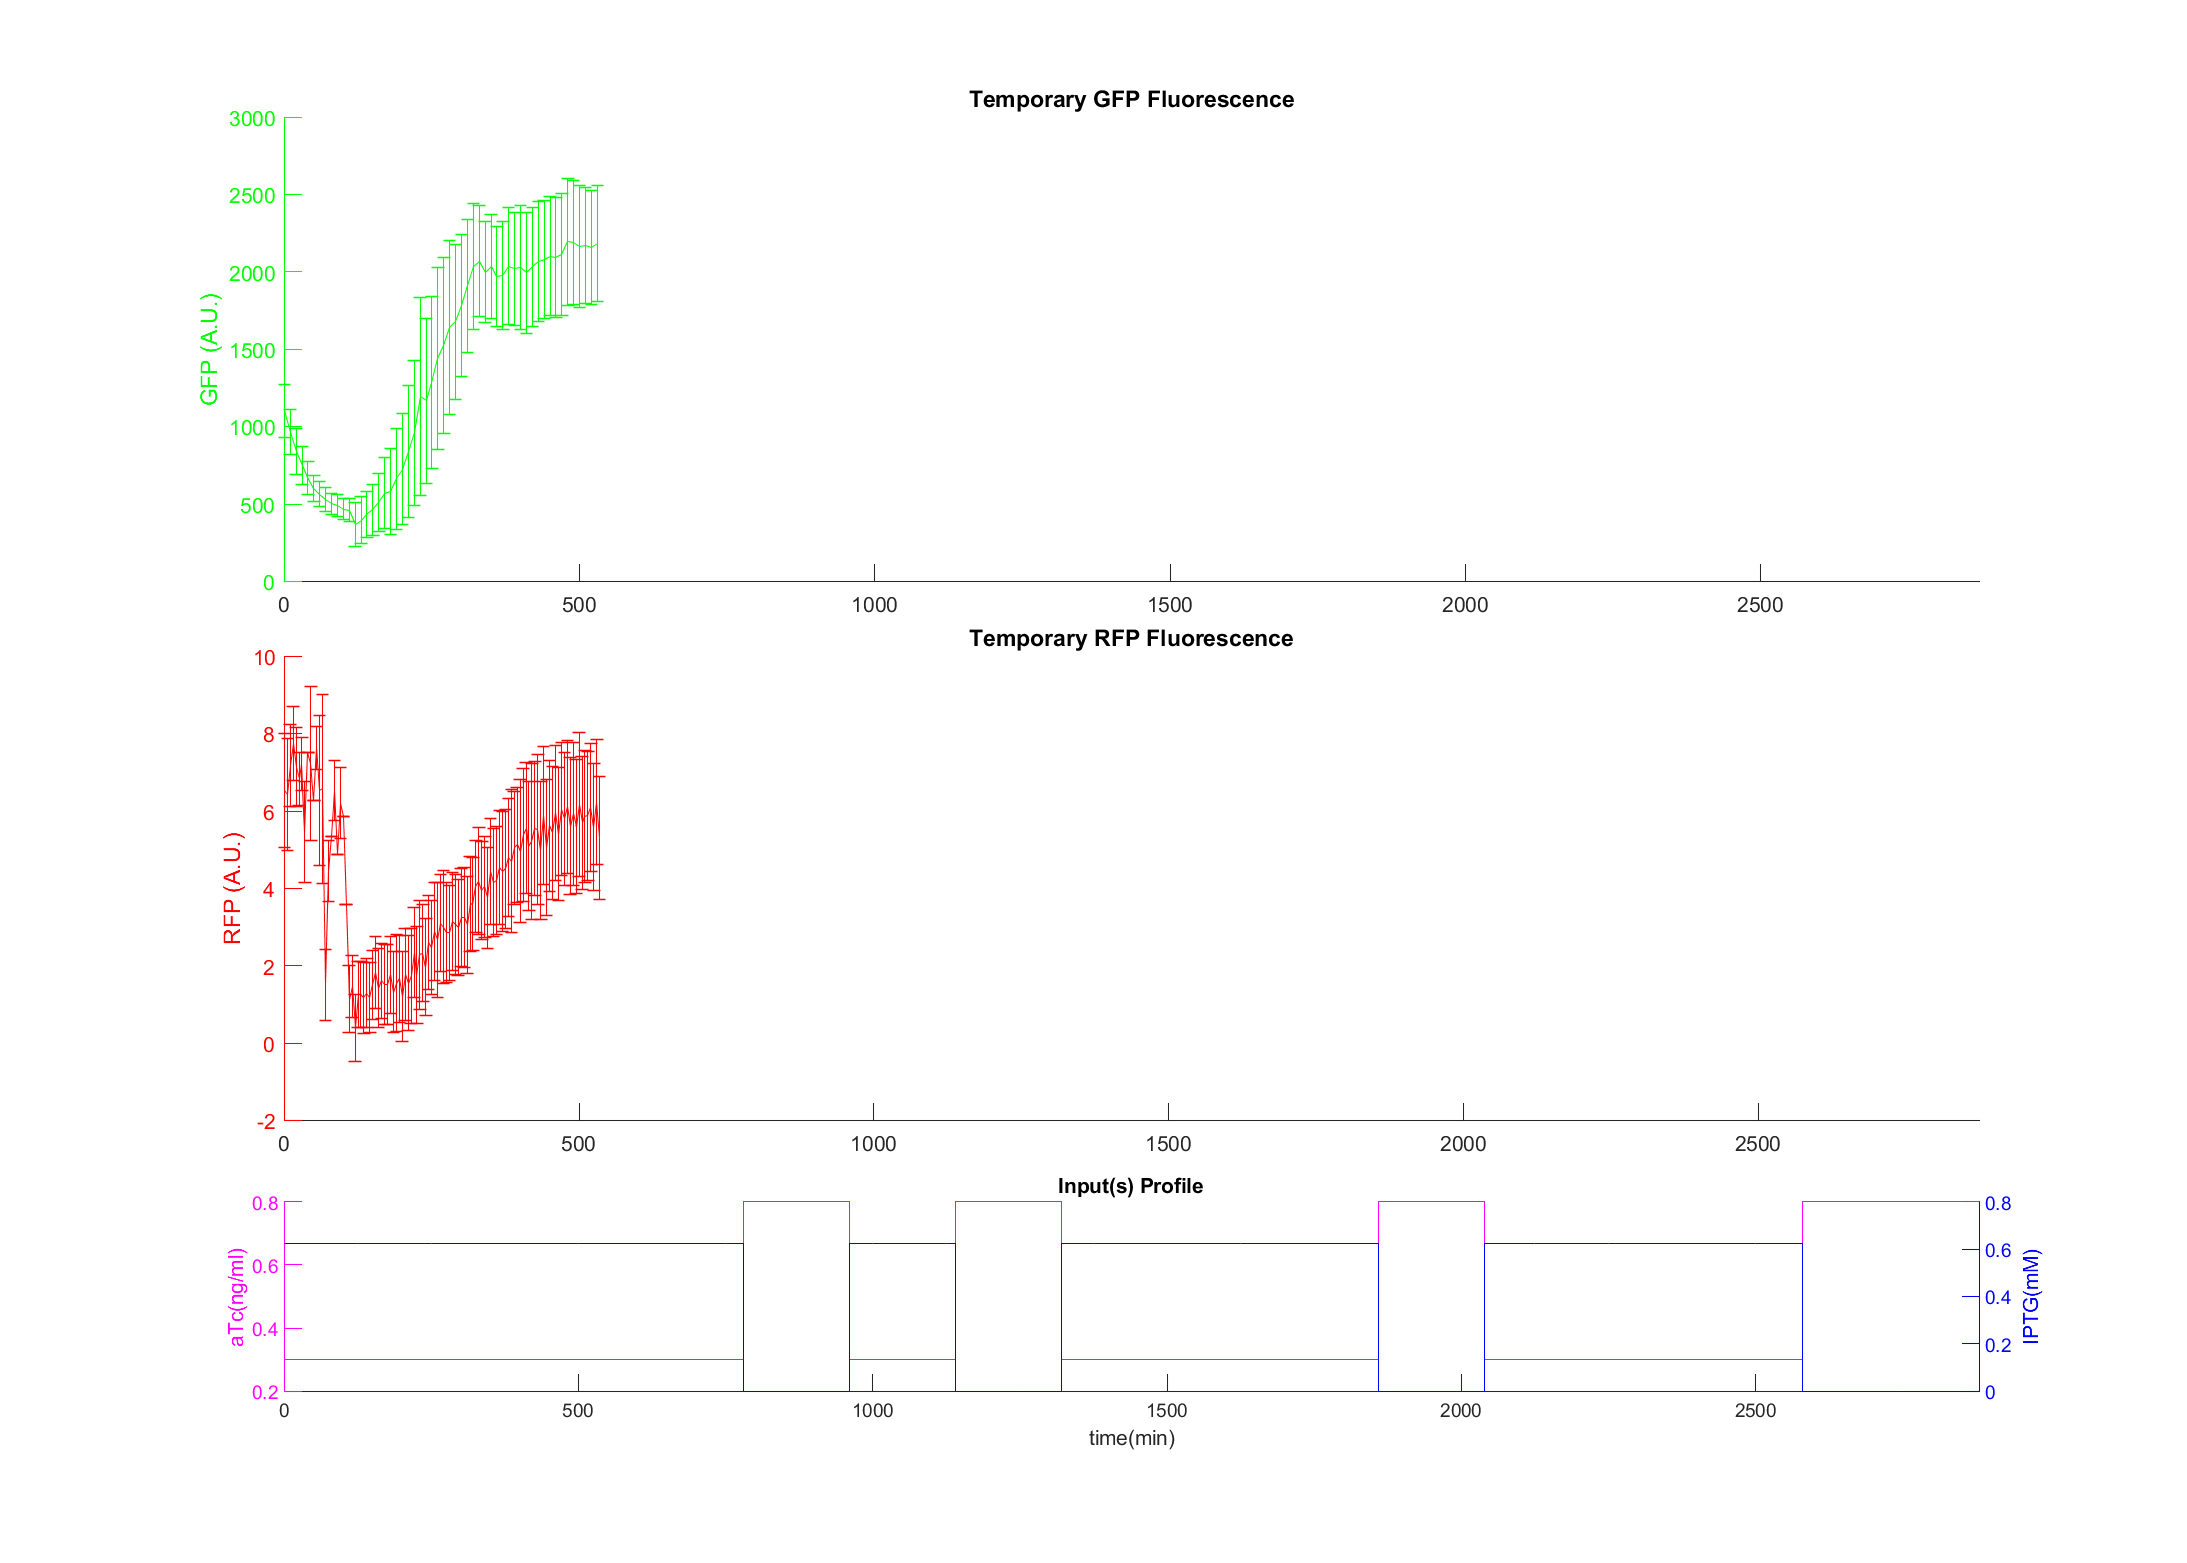 Temporary GFP Fluorescence
3000
2500
2000
1500
1000
500
0
GFP (A.U.)
0 500 1000 1500 2000 2500
Temporary RFP Fluorescence
10
8
6
4
2
0
-2
RFP (A.U.)
0 500 1000 1500 2000 2500
Input(s) Profile
0.8
0.6
0.4
0.2
aTc(ng/ml)
0.8
0.6
0.4
0.2
0
IPTG(mM)
0 500 1000 1500 2000 2500
time(min)